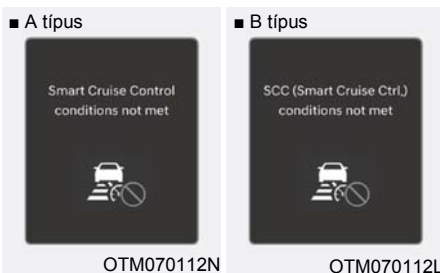 ■ A típus
Smart Cruise Control
conditions not met
OTM070112N
■ B típus
SCC (Smart Cruise Ctrl.)
conditions not met
OTM070112L